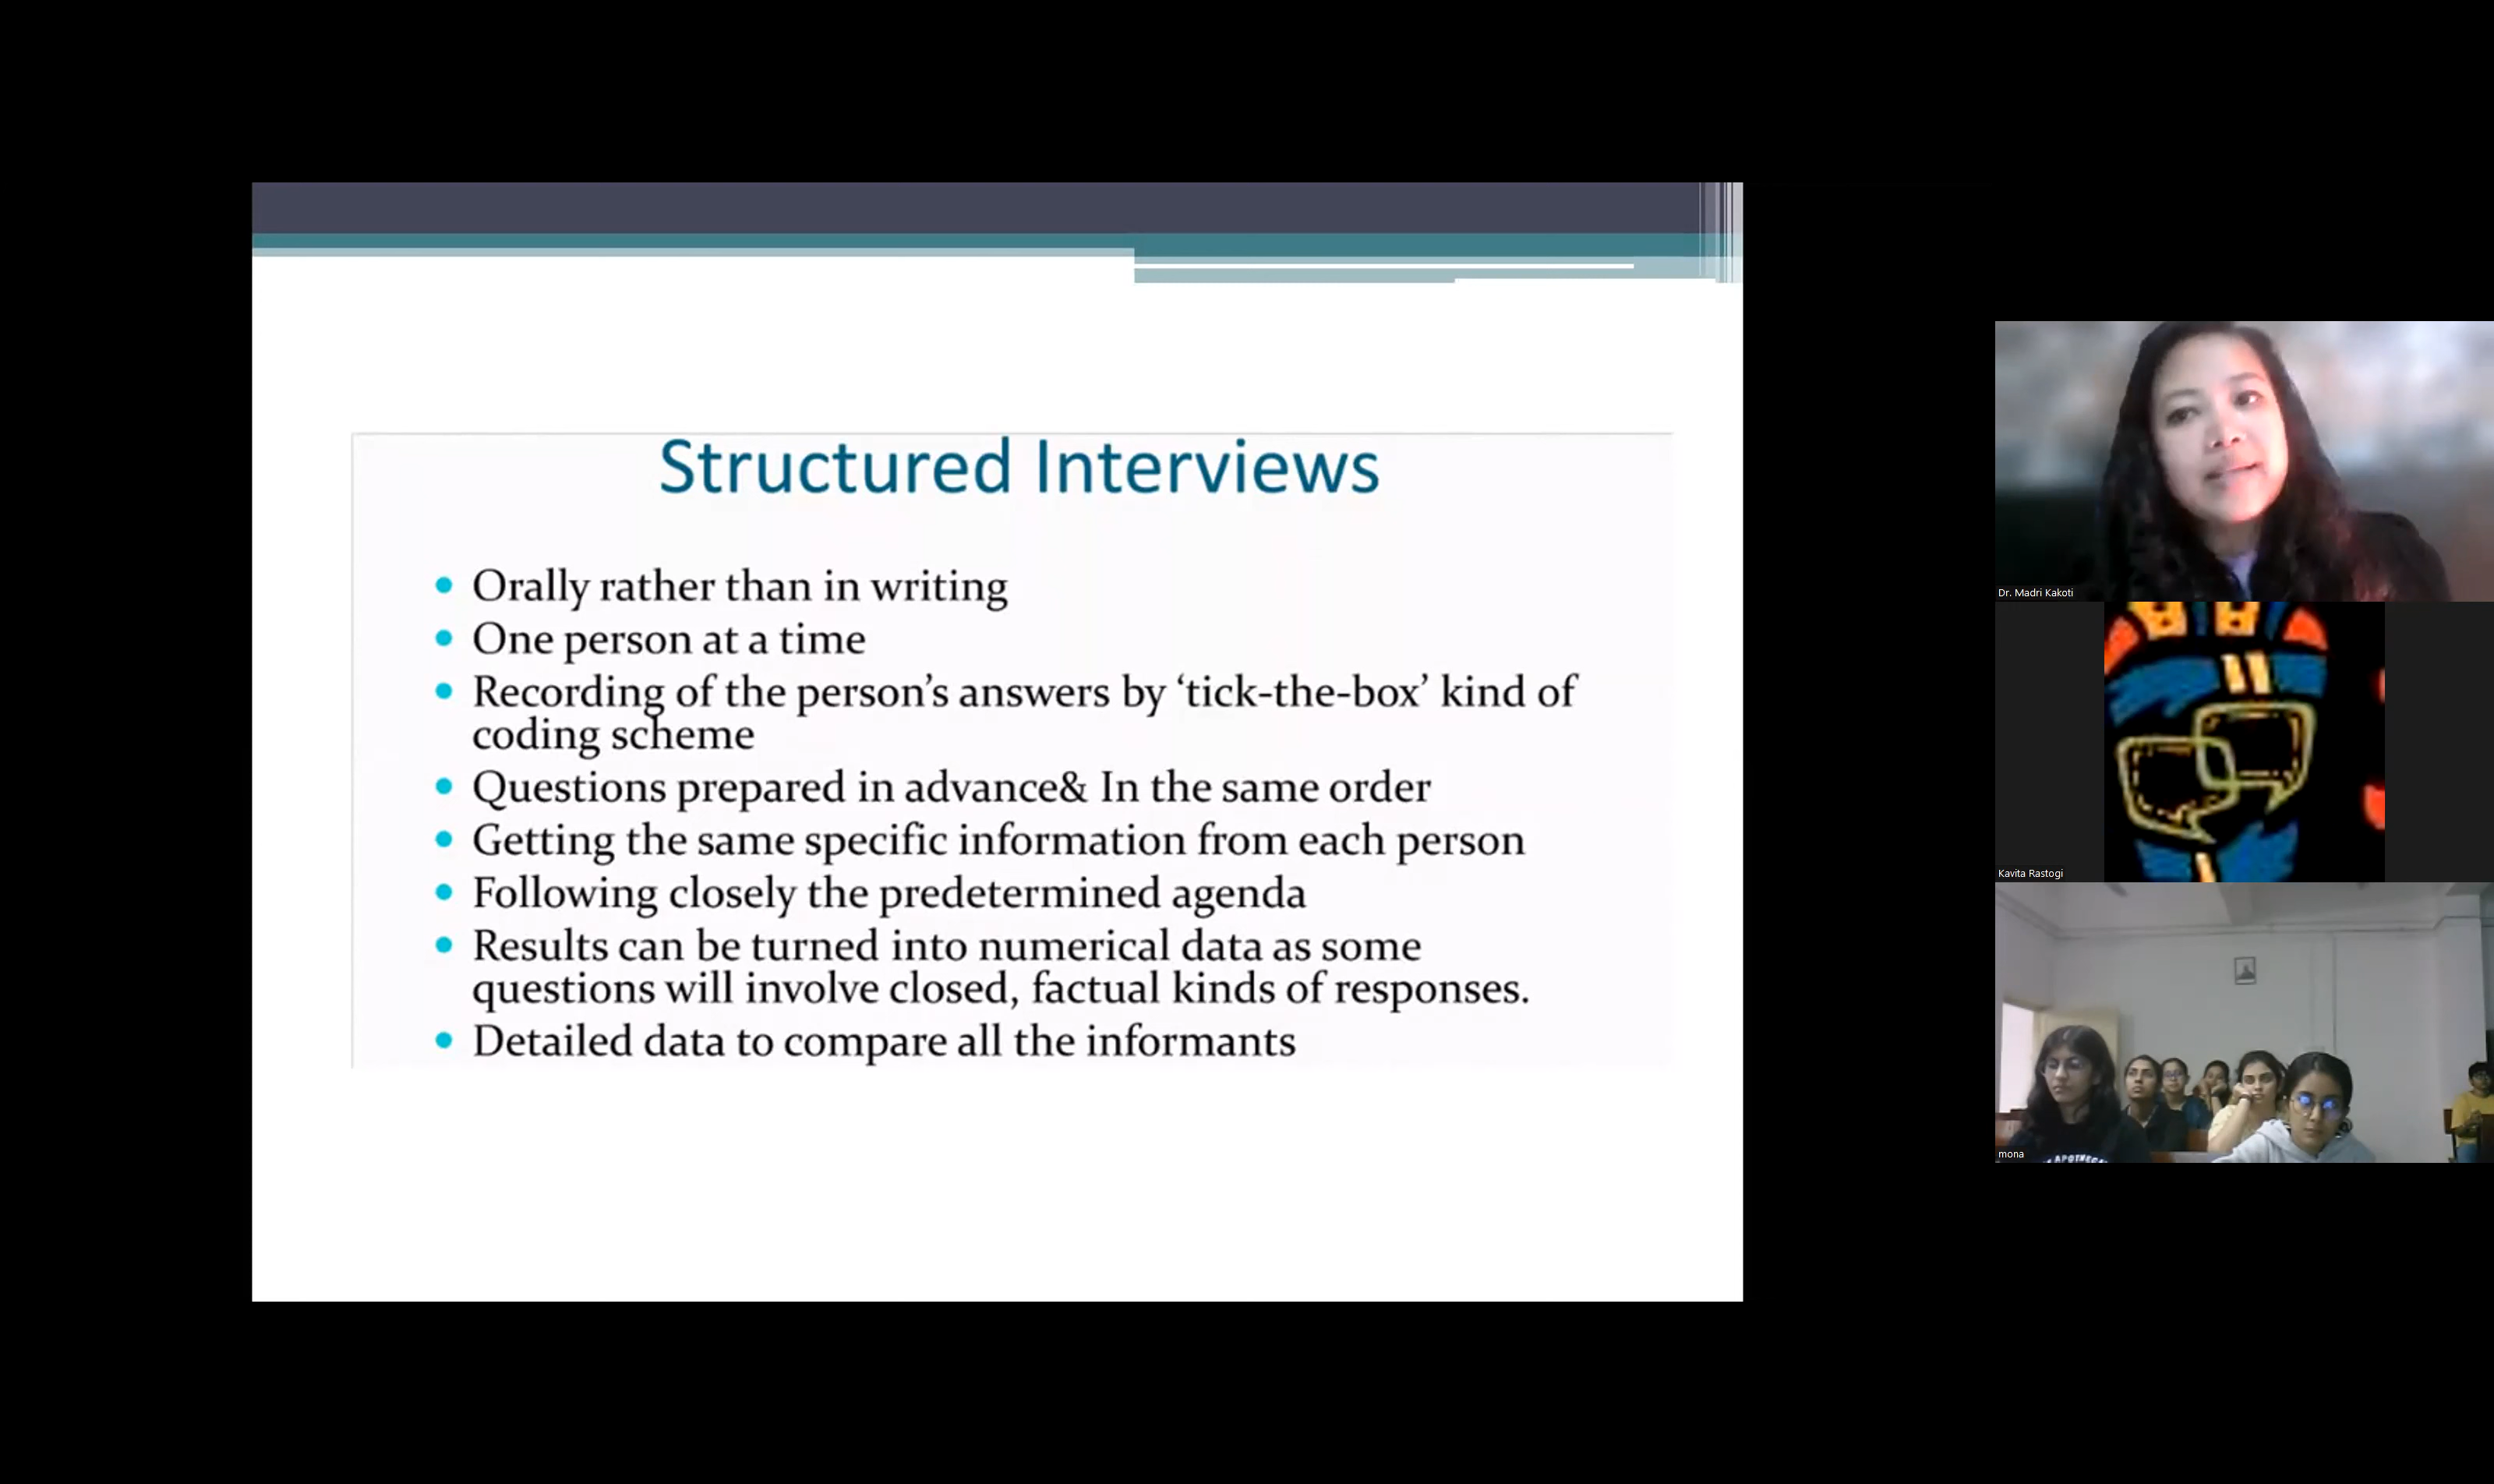 Structured Interviews
Orally rather than in writing
One person at a time
Recording of the person's answers by ‘tick-the-box’ kind of
coding scheme
Questions prepared in advance& In the same order
Getting the same specific information from each person
Following closely the predetermined agenda
Results can be turned into numerical data as some
questions will involve closed, factual kinds of responses.
Detailed data to compare all the informants
Dr. Madri Kakoti
Kavita Rastogi
mona